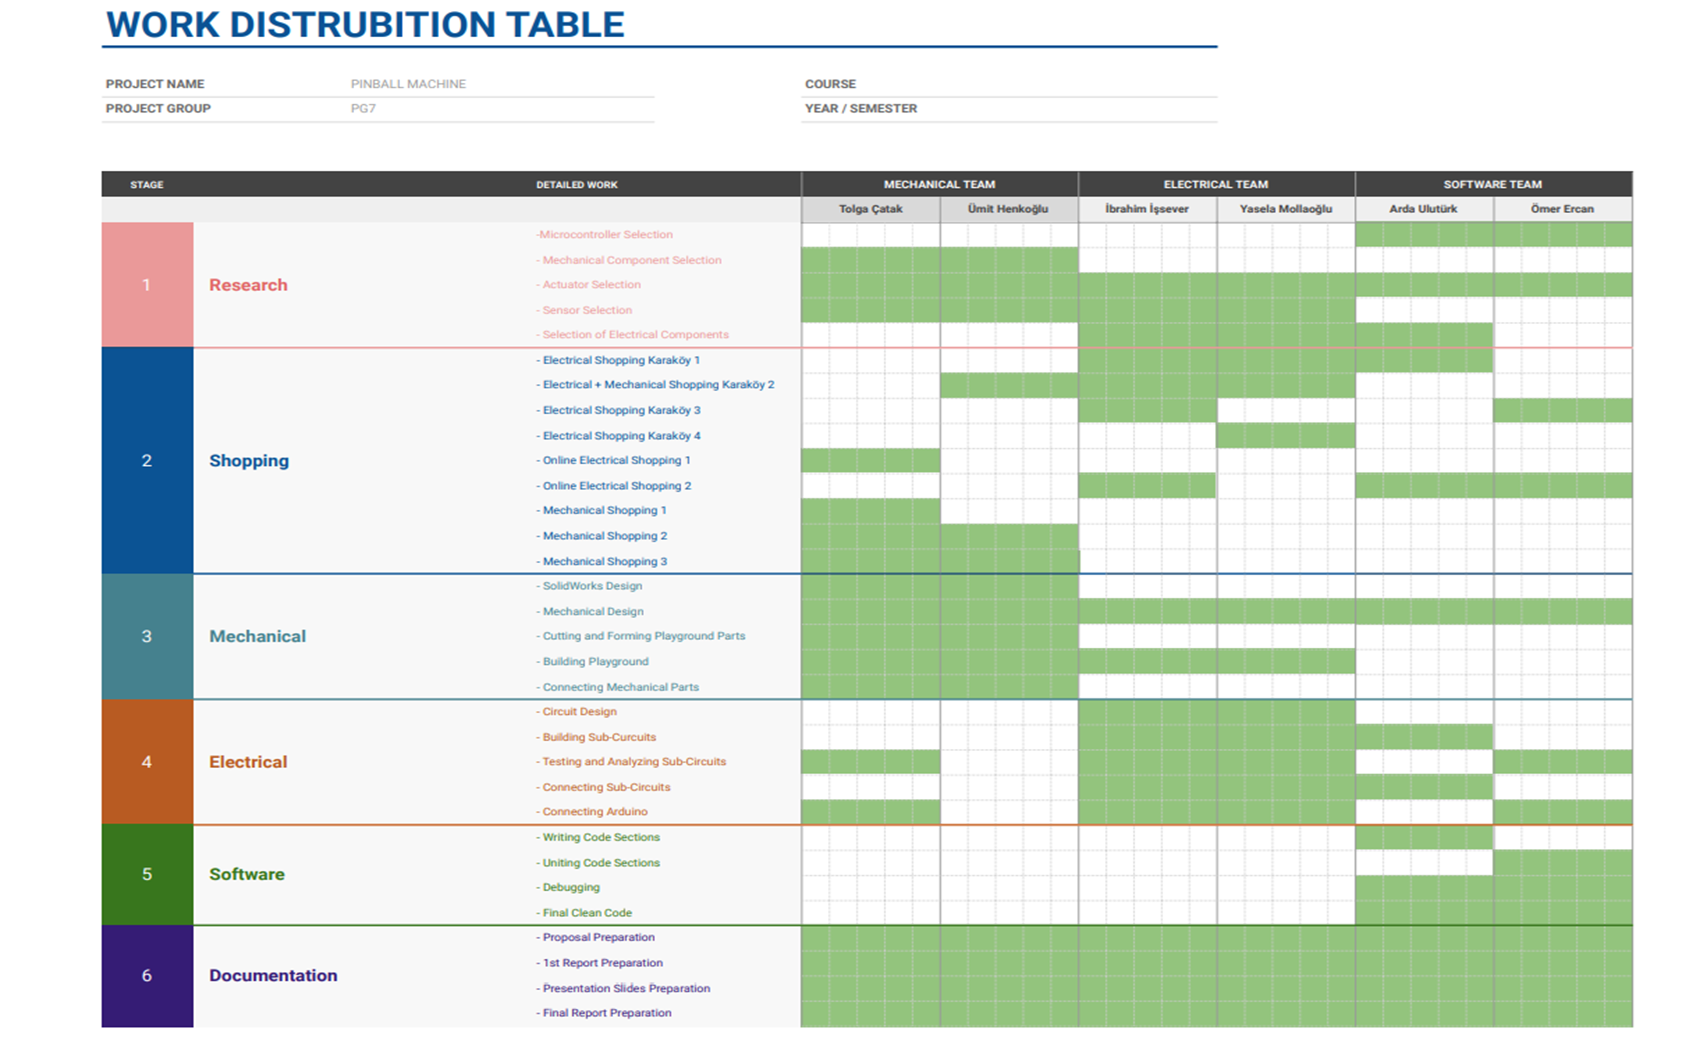 WORK DISTRUBITION TABLE
PROJECT NAME PINBALL MACHINE COURSE
PROJECT GROUP PG7 YEAR / SEMESTER
STAGE DETAILED WORK MECHANICAL TEAM ELECTRICAL TEAM SOFTWARE TEAM
Tolga Çatak Ümit Henkoğlu İbrahim İşsever Yasela Mollaoğlu Arda Ulutürk Ömer Ercan
1 Research
-Microcontroller Selection
- Mechanical Component Selection
- Actuator Selection
- Sensor Selection
- Selection of Electrical Components
2 Shopping
- Electrical Shopping Karaköy 1
- Electrical + Mechanical Shopping Karaköy 2
- Electrical Shopping Karaköy 3
- Electrical Shopping Karaköy 4
- Online Electrical Shopping 1
- Online Electrical Shopping 2
- Mechanical Shopping 1
- Mechanical Shopping 2
- Mechanical Shopping 3
3 Mechanical
- SolidWorks Design
- Mechanical Design
- Cutting and Forming Playground Parts
- Building Playground
- Connecting Mechanical Parts
4 Electrical
- Circuit Design
- Building Sub-Curcuits
- Testing and Analyzing Sub-Circuits
- Connecting Sub-Circuits
- Connecting Arduino
5 Software
- Writing Code Sections
- Uniting Code Sections
- Debugging
- Final Clean Code
6 Documentation
- Proposal Preparation
- 1st Report Preparation
- Presentation Slides Preparation
- Final Report Preparation